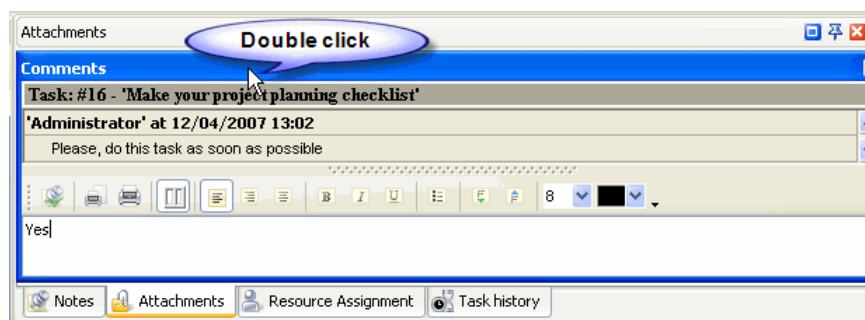 Attachments
Double click
Comments
Task: #16 - 'Make your project planning checklist'
'Administrator' at 12/04/2007 13:02
Please, do this task as soon as possible
B I U 8
Yes
Notes Attachments Resource Assignment Task history